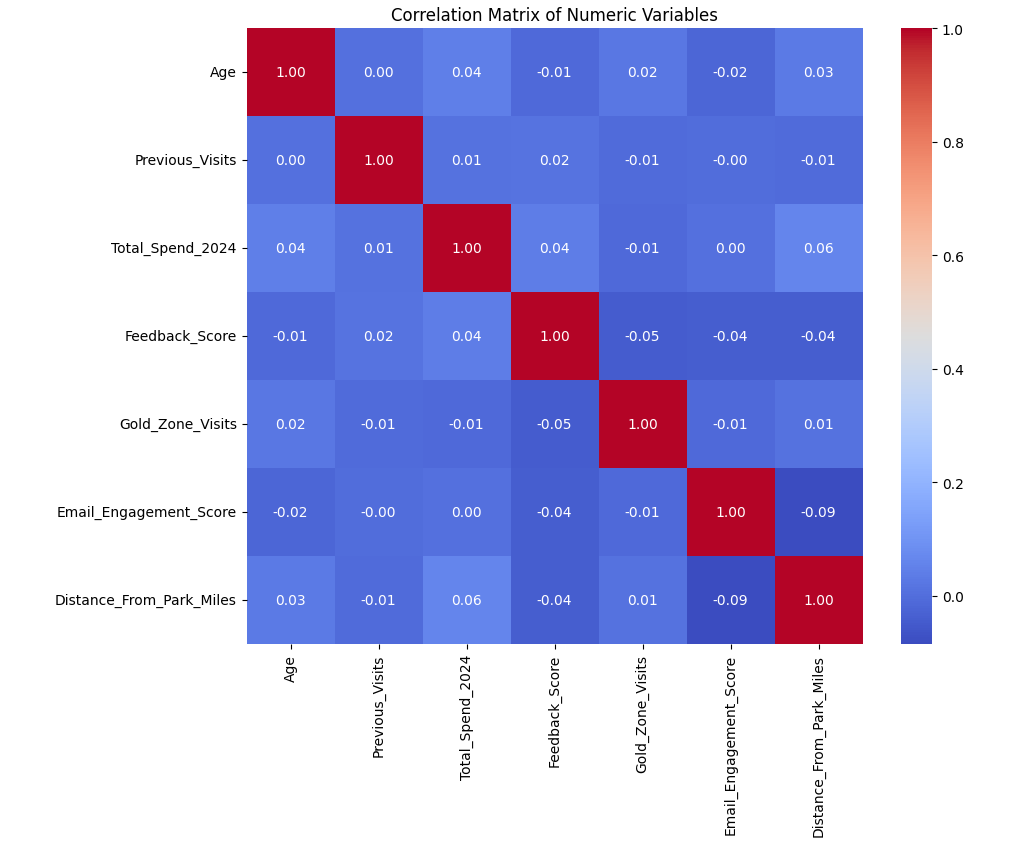 Correlation Matrix of Numeric Variables
Age 1.00 0.00 0.04 -0.01 0.02 -0.02 0.03
Previous_Visits 0.00 1.00 0.01 0.02 -0.01 -0.00 -0.01
Total_Spend_2024 0.04 0.01 1.00 0.04 -0.01 0.00 0.06
Feedback_Score -0.01 0.02 0.04 1.00 -0.05 -0.04 -0.04
Gold_Zone_Visits 0.02 -0.01 -0.01 -0.05 1.00 -0.01 0.01
Email_Engagement_Score -0.02 -0.00 0.00 -0.04 -0.01 1.00 -0.09
Distance_From_Park_Miles 0.03 -0.01 0.06 -0.04 0.01 -0.09 1.00
Age
Previous_Visits
Total_Spend_2024
Feedback_Score
Gold_Zone_Visits
Email_Engagement_Score
Distance_From_Park_Miles
1.0
0.8
0.6
0.4
0.2
0.0